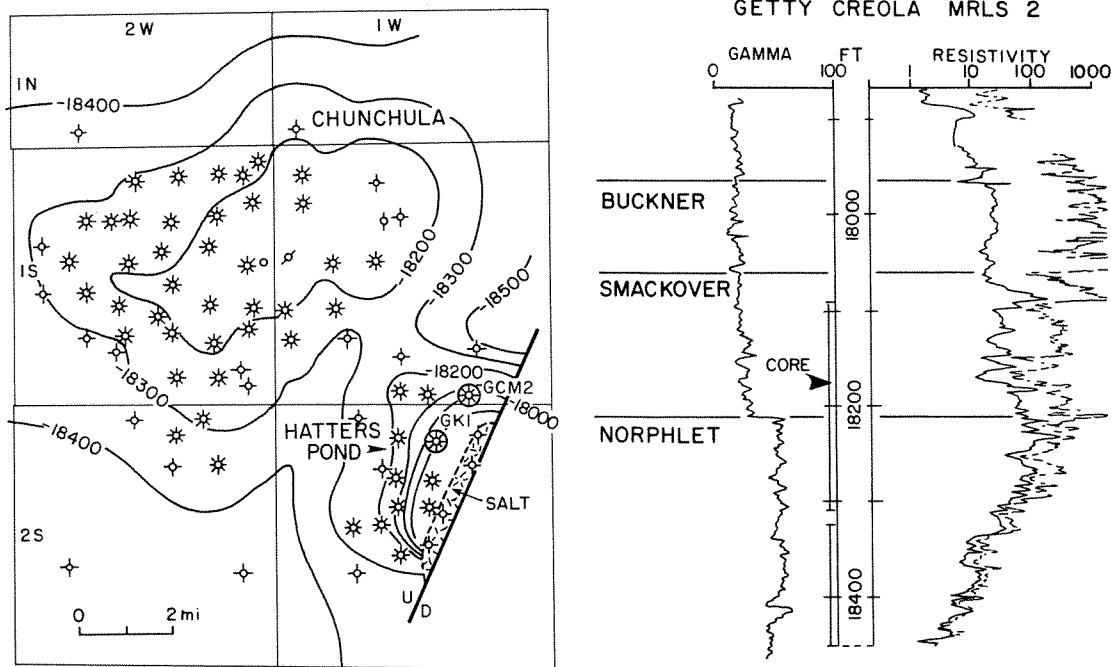 2W
1W
1N
-18400
CHUNCHULA
1S
-18200
-18300
-18500
-18300
-18200
GCM2
-18000
GK1
-18400
HATTERS
POND
SALT
2S
U
D
0
2 mi
GETTY CREOLA MRLS 2
GAMMA
FT
RESISTIVITY
0
100
1
10
100
1000
BUCKNER
18000
SMACKOVER
CORE
18200
NORPHLET
18400